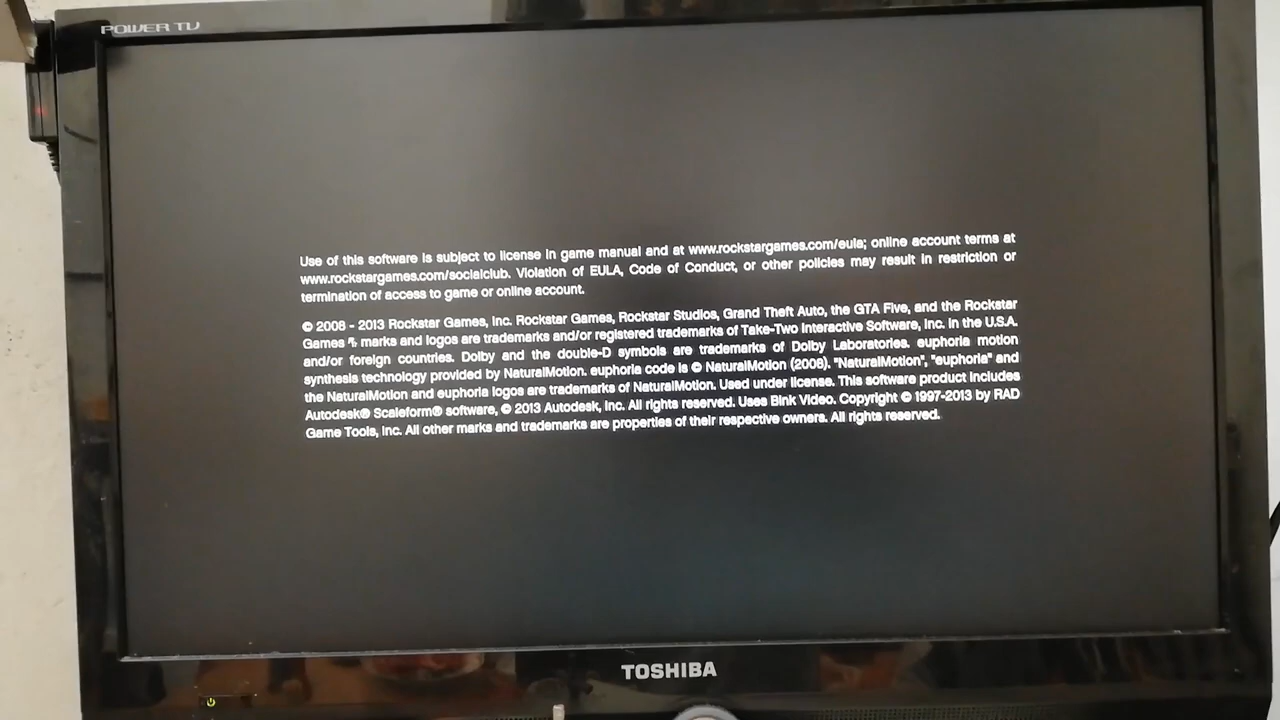 POWER TV
Use of this software is subject to license in game manual and at www.rockstargames.com/eula; online account terms at
www.rockstargames.com/socialclub. Violation of EULA, Code of Conduct, or other policies may result in restriction or
termination of access to game or online account.
© 2008 - 2013 Rockstar Games, Inc. Rockstar Games, Rockstar Studios, Grand Theft Auto, the GTA Five, and the Rockstar
Games R* marks and logos are trademarks and/or registered trademarks of Take-Two Interactive Software, Inc. in the U.S.A.
and/or foreign countries. Dolby and the double-D symbols are trademarks of Dolby Laboratories. euphoria motion
synthesis technology provided by NaturalMotion. euphoria code is © NaturalMotion (2008). "NaturalMotion", "euphoria" and
the NaturalMotion and euphoria logos are trademarks of NaturalMotion. Used under license. This software product includes
Autodesk® Scaleform® software, © 2013 Autodesk, Inc. All rights reserved. Uses Bink Video. Copyright © 1997-2013 by RAD
Game Tools, Inc. All other marks and trademarks are properties of their respective owners. All rights reserved.
TOSHIBA